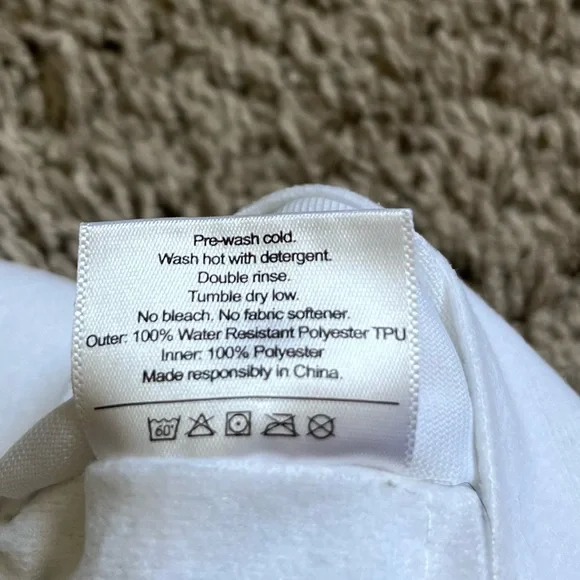 Pre-wash cold.
Wash hot with detergent.
Double rinse.
Tumble dry low.
No bleach. No fabric softener.
Outer: 100% Water Resistant Polyester TPU
Inner: 100% Polyester
Made responsibly in China.
60°